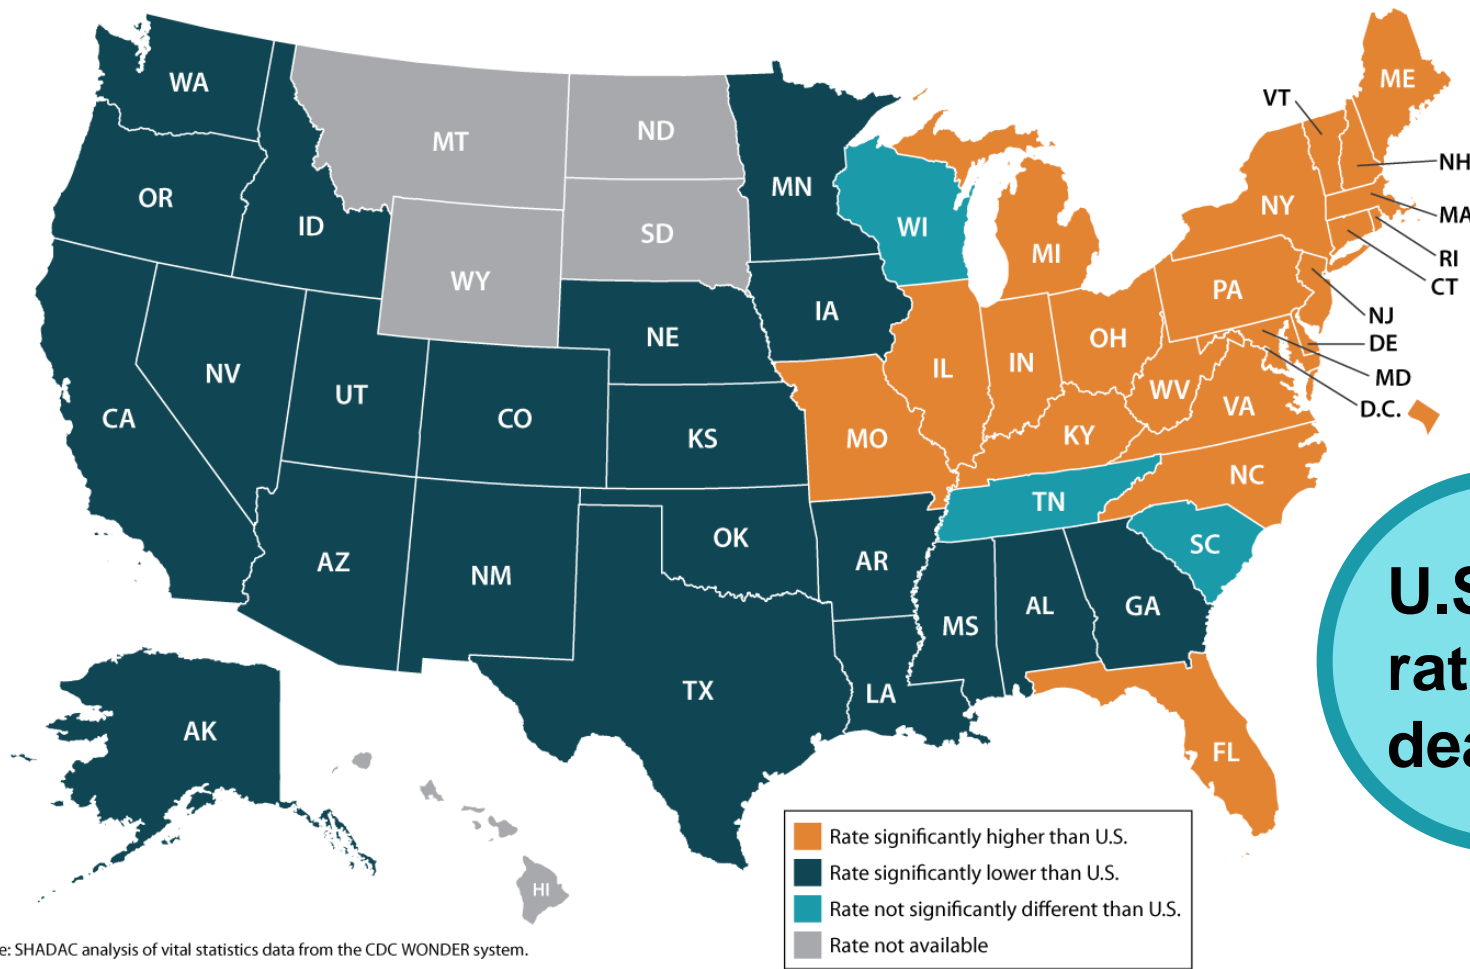 WA
OR
ID
MT
ND
SD
WY
MN
WI
IA
NE
NV
UT
CO
CA
KS
AZ
NM
OK
TX
AR
LA
MS
AL
GA
FL
SC
TN
NC
MO
IL
IN
OH
MI
KY
WV
VA
PA
NY
VT
ME
NH
MA
RI
CT
NJ
DE
MD
D.C.
AK
HI
U.S
rat
dea
Rate significantly higher than U.S.
Rate significantly lower than U.S.
Rate not significantly different than U.S.
Rate not available
e: SHADAC analysis of vital statistics data from the CDC WONDER system.